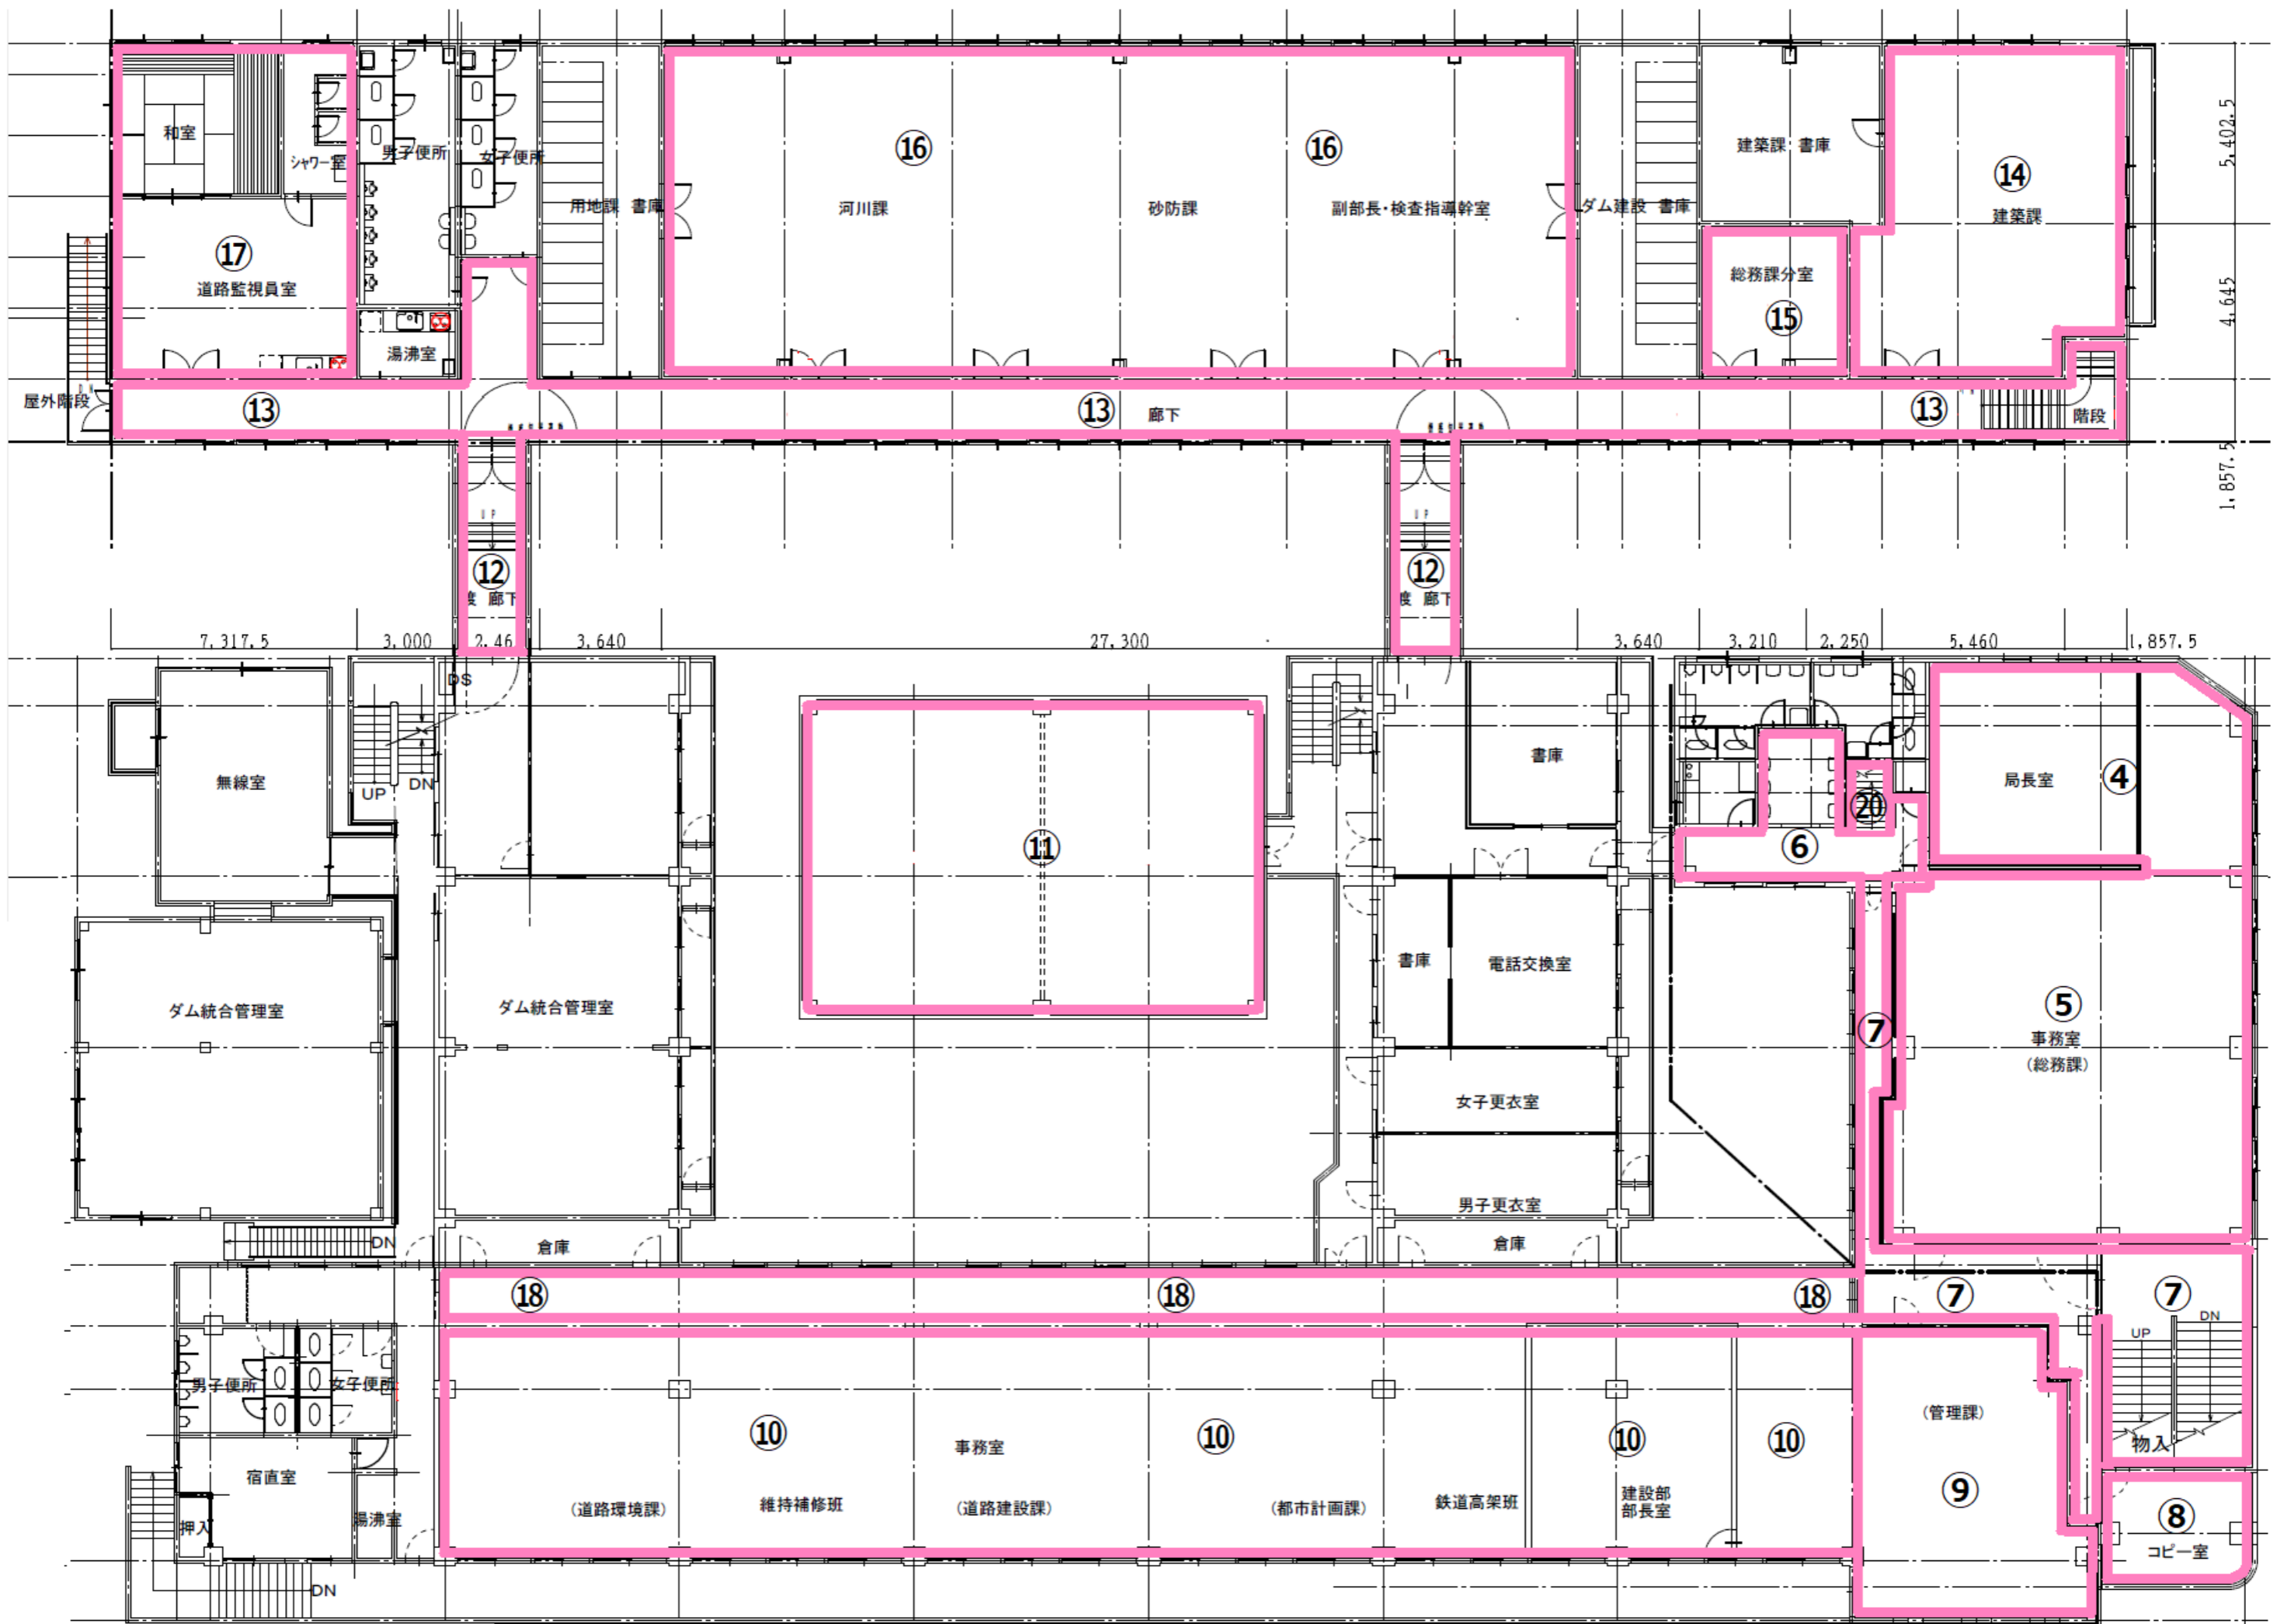 和室
シャワー室
男子便所
女子便所
用地課 書庫
⑯
⑯
河川課
砂防課
副部長・検査指導幹室
ダム建設 書庫
建築課 書庫
⑭
建築課
5,402.5
⑰
道路監視員室
総務課分室
⑮
4,645
湯沸室
屋外階段
DN
⑬
⑬
廊下
⑬
階段
1,857.5
UP
UP
⑫
渡 廊下
⑫
渡 廊下
7,317.5
3,000
2,46
3,640
27,300
3,640
3,210
2,250
5,460
1,857.5
DS
無線室
UP
DN
書庫
局長室
④
⑳
⑪
⑥
書庫
電話交換室
ダム統合管理室
ダム統合管理室
⑤
事務室
(総務課)
⑦
女子更衣室
男子更衣室
DN
倉庫
倉庫
⑱
⑱
⑱
⑦
⑦
UP
DN
男子便所
女子便所
(管理課)
物入
⑩
⑩
⑩
⑩
事務室
宿直室
(道路環境課)
維持補修班
(道路建設課)
(都市計画課)
鉄道高架班
建設部
部長室
⑨
押入
湯沸室
⑧
コピー室
DN